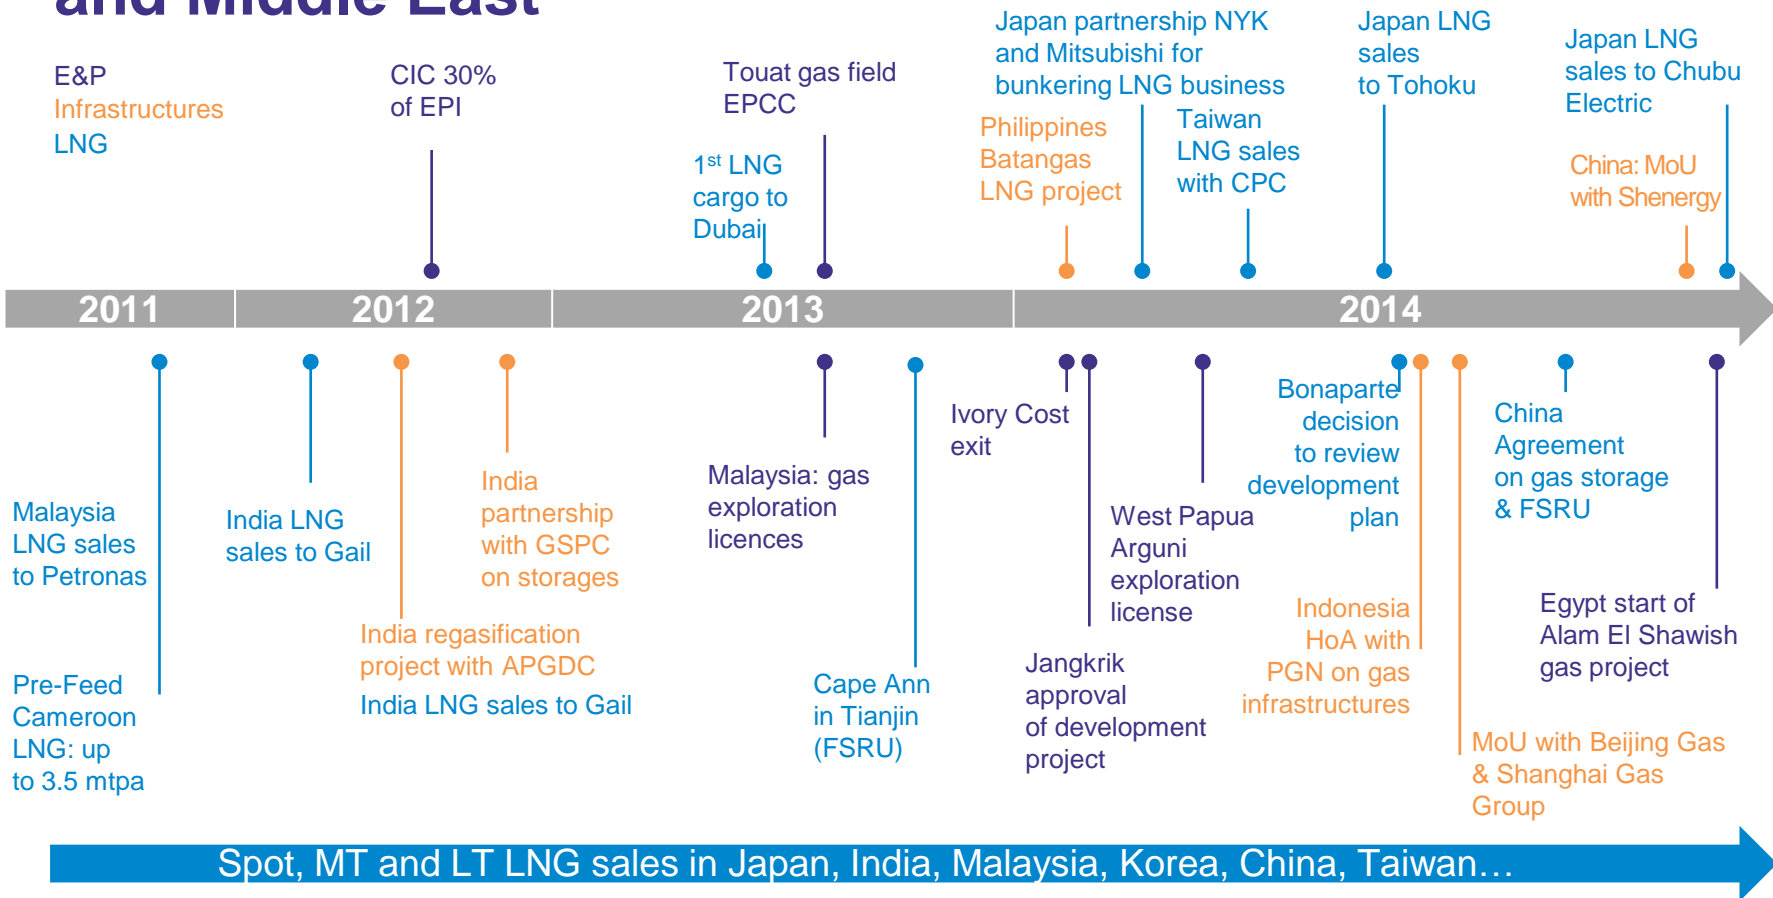 and Middle East
E&P
Infrastructures
LNG
CIC 30%
of EPI
Touat gas field
EPCC
1st LNG
cargo to
Dubai
Japan partnership NYK
and Mitsubishi for
bunkering LNG business
Philippines
Batangas
LNG project
Taiwan
LNG sales
with CPC
Japan LNG
sales
to Tohoku
Japan LNG
sales to Chubu
Electric
China: MoU
with Shenergy
2011
2012
2013
2014
Malaysia
LNG sales
to Petronas
Pre-Feed
Cameroon
LNG: up
to 3.5 mtpa
India LNG
sales to Gail
India
partnership
with GSPC
on storages
India regasification
project with APGDC
India LNG sales to Gail
Malaysia: gas
exploration
licences
Cape Ann
in Tianjin
(FSRU)
Ivory Cost
exit
Jangkrik
approval
of development
project
West Papua
Arguni
exploration
license
Bonaparte
decision
to review
development
plan
Indonesia
HoA with
PGN on gas
infrastructures
China
Agreement
on gas storage
& FSRU
MoU with Beijing Gas
& Shanghai Gas
Group
Egypt start of
Alam El Shawish
gas project
Spot, MT and LT LNG sales in Japan, India, Malaysia, Korea, China, Taiwan…